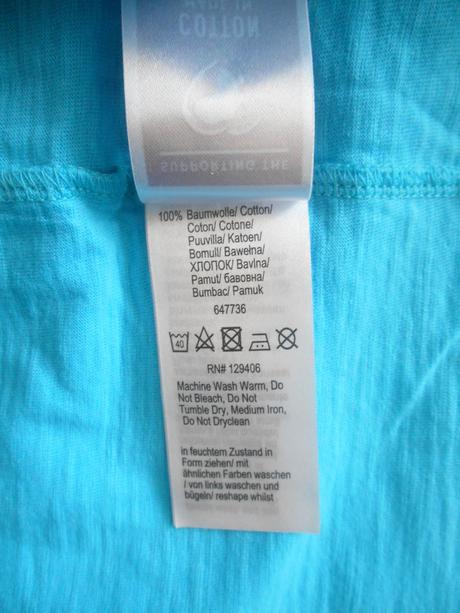 MADE IN
COTTON
SUPPORTING THE
100% Baumwolle/ Cotton/
Coton/ Cotone/
Puuvilla/ Katoen/
Bomull/ Bawełna/
ХЛОПОК/ Bavlna/
Pamut/ бавовна/
Bumbac/ Pamuk
647736
40
RN# 129406
Machine Wash Warm, Do
Not Bleach, Do Not
Tumble Dry, Medium Iron,
Do Not Dryclean
in feuchtem Zustand in
Form ziehen/ mit
ähnlichen Farben waschen
/ von links waschen und
bügeln/ reshape whilst